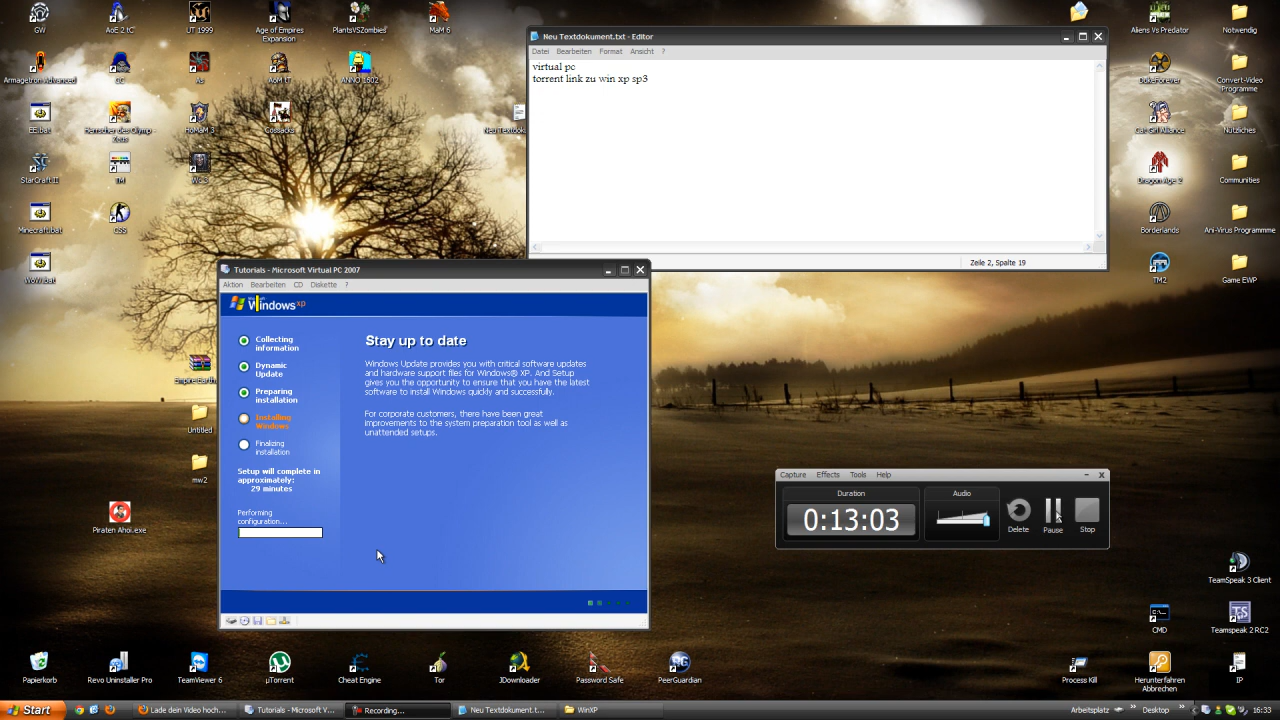 GW
AoE 2 tC
UT 1999
Age of Empires
Expansion
PlantsVSZombies
MaM 6
Aliens Vs Predator
Notwendig
Neu Textdokument.txt - Editor
Datei Bearbeiten Format Ansicht ?
virtual pc
torrent link zu win xp sp3
Zeile 2, Spalte 19
Armagetron Advanced
AoM tT
ANNO 1602
DukeForever
Convert-Video
Programme
EE.bat
Herrscher des Olymp -
Zeus
HoMaM 3
Cossacks
Cat Girl Alliance
Nützliches
StarCraft II
TM
Dragon Age 2
Communities
Minecraft.bat
CSS
Borderlands
Ani-Virus Programmme
WoW.bat
TM2
Game EWP
Tutorials - Microsoft Virtual PC 2007
Aktion Bearbeiten CD Diskette ?
Windows xp
Collecting
information
Dynamic
Update
Preparing
installation
Installing
Windows
Finalizing
installation
Setup will complete in
approximately:
29 minutes
Performing
configuration...
Stay up to date
Windows Update provides you with critical software updates
and hardware support files for Windows® XP. And Setup
gives you the opportunity to ensure that you have the latest
software to install Windows quickly and successfully.
For corporate customers, there have been great
improvements to the system preparation tool as well as
unattended setups.
Empire Earth
Untitled
mw2
Piraten Ahoi.exe
Capture Effects Tools Help
Duration
Audio
0:13:03
Delete
Pause
Stop
TeamSpeak 3 Client
CMD
Teamspeak 2 RC2
Papierkorb
Revo Uninstaller Pro
TeamViewer 6
µTorrent
Cheat Engine
Tor
JDownloader
Password Safe
PeerGuardian
Process Kill
Herunterfahren
Abbrechen
IP
Start
Lade dein Video hoch...
Tutorials - Microsoft V...
Recording...
Neu Textdokument.t...
WinXP
Arbeitsplatz
Desktop
16:33